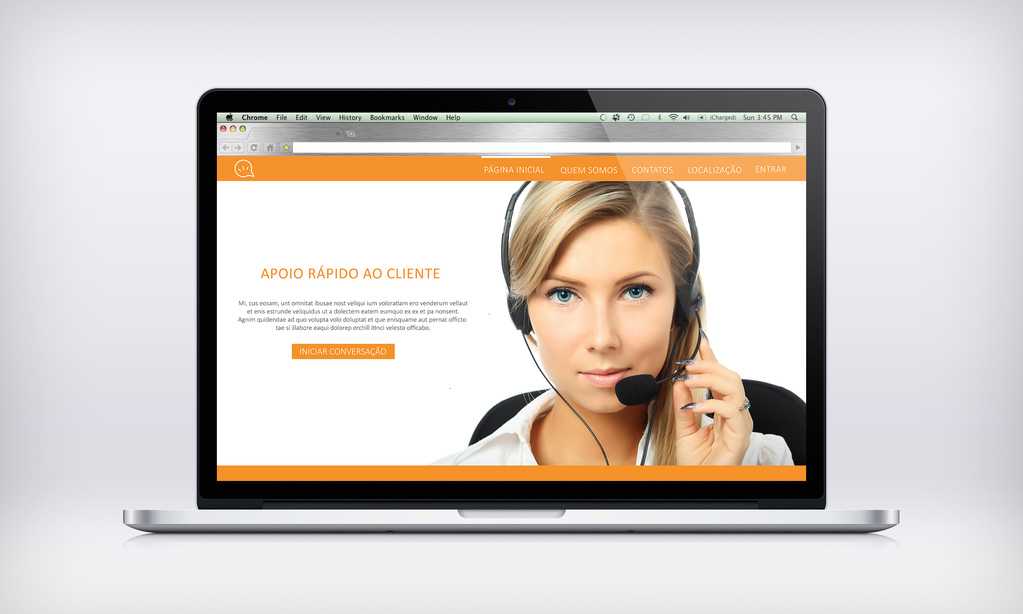 Chrome File Edit View History Bookmarks Window Help (Charged) Sun 3:45 PM
PÁGINA INICIAL QUEM SOMOS CONTATOS LOCALIZAÇÃO ENTRAR
APOIO RÁPIDO AO CLIENTE
Mi, cus eosam, unt omnitat ibusae nost veliqui ium voloratiam ero venderum vellaut
et enis estrunde veliquidus ut a dolectem eatem eumquo ex ex et pa nonsent.
Agnim quidendae ad quo volupta volo doluptat et que enisquame aut pernat officto
tae si illabore eaqui dolorep erchill itinci velesto officabo.
INICIAR CONVERSAÇÃO